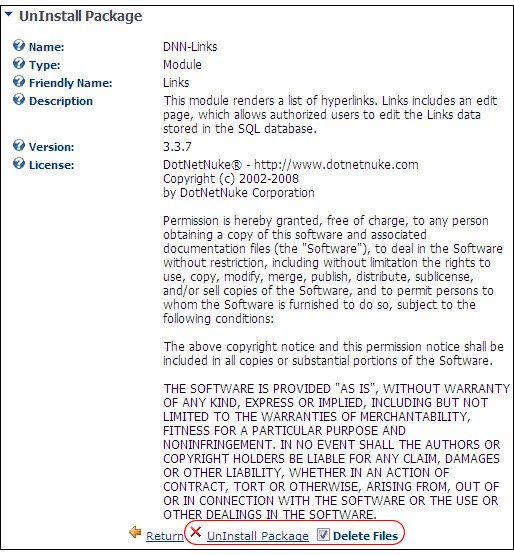 UnInstall Package
Name: DNN-Links
Type: Module
Friendly Name: Links
Description This module renders a list of hyperlinks. Links includes an edit
page, which allows authorized users to edit the Links data
stored in the SQL database.
Version: 3.3.7
License: DotNetNuke® - http://www.dotnetnuke.com
Copyright (c) 2002-2008
by DotNetNuke Corporation
Permission is hereby granted, free of charge, to any person
obtaining a copy of this software and associated
documentation files (the "Software"), to deal in the Software
without restriction, including without limitation the rights to
use, copy, modify, merge, publish, distribute, sublicense,
and/or sell copies of the Software, and to permit persons to
whom the Software is furnished to do so, subject to the
following conditions:
The above copyright notice and this permission notice shall be
included in all copies or substantial portions of the Software.
THE SOFTWARE IS PROVIDED "AS IS", WITHOUT WARRANTY
OF ANY KIND, EXPRESS OR IMPLIED, INCLUDING BUT NOT
LIMITED TO THE WARRANTIES OF MERCHANTABILITY,
FITNESS FOR A PARTICULAR PURPOSE AND
NONINFRINGEMENT. IN NO EVENT SHALL THE AUTHORS OR
COPYRIGHT HOLDERS BE LIABLE FOR ANY CLAIM, DAMAGES
OR OTHER LIABILITY, WHETHER IN AN ACTION OF
CONTRACT, TORT OR OTHERWISE, ARISING FROM, OUT OF
OR IN CONNECTION WITH THE SOFTWARE OR THE USE OR
OTHER DEALINGS IN THE SOFTWARE.
Return UnInstall Package Delete Files